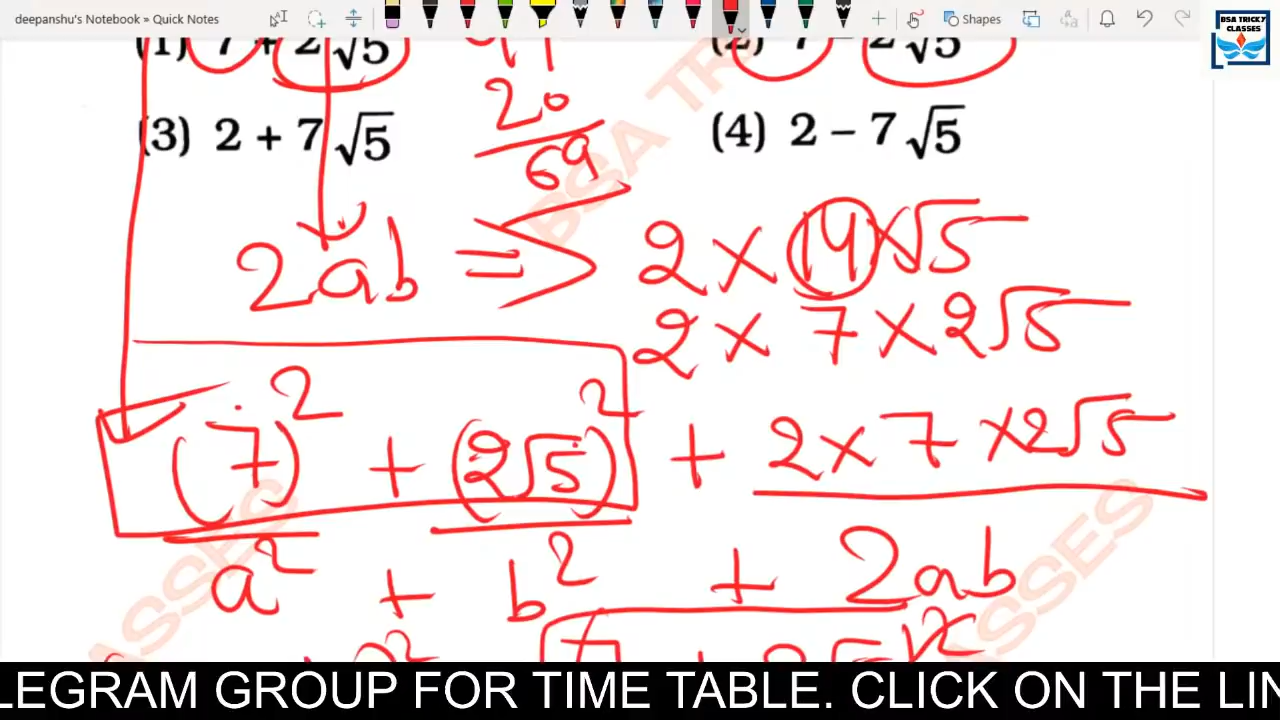 deepanshu's Notebook » Quick Notes
Shapes
BSA TRICKY
CLASSES
(1) 7 + 2√5
(2) 7 - 2√5
20
69
(3) 2 + 7√5
(4) 2 − 7√5
2ab => 2 × 14 × √5
2 × 7 × 2√5
(7)² + (2√5)² + 2 × 7 × 2√5
a² + b² + 2ab
LEGRAM GROUP FOR TIME TABLE. CLICK ON THE LIN